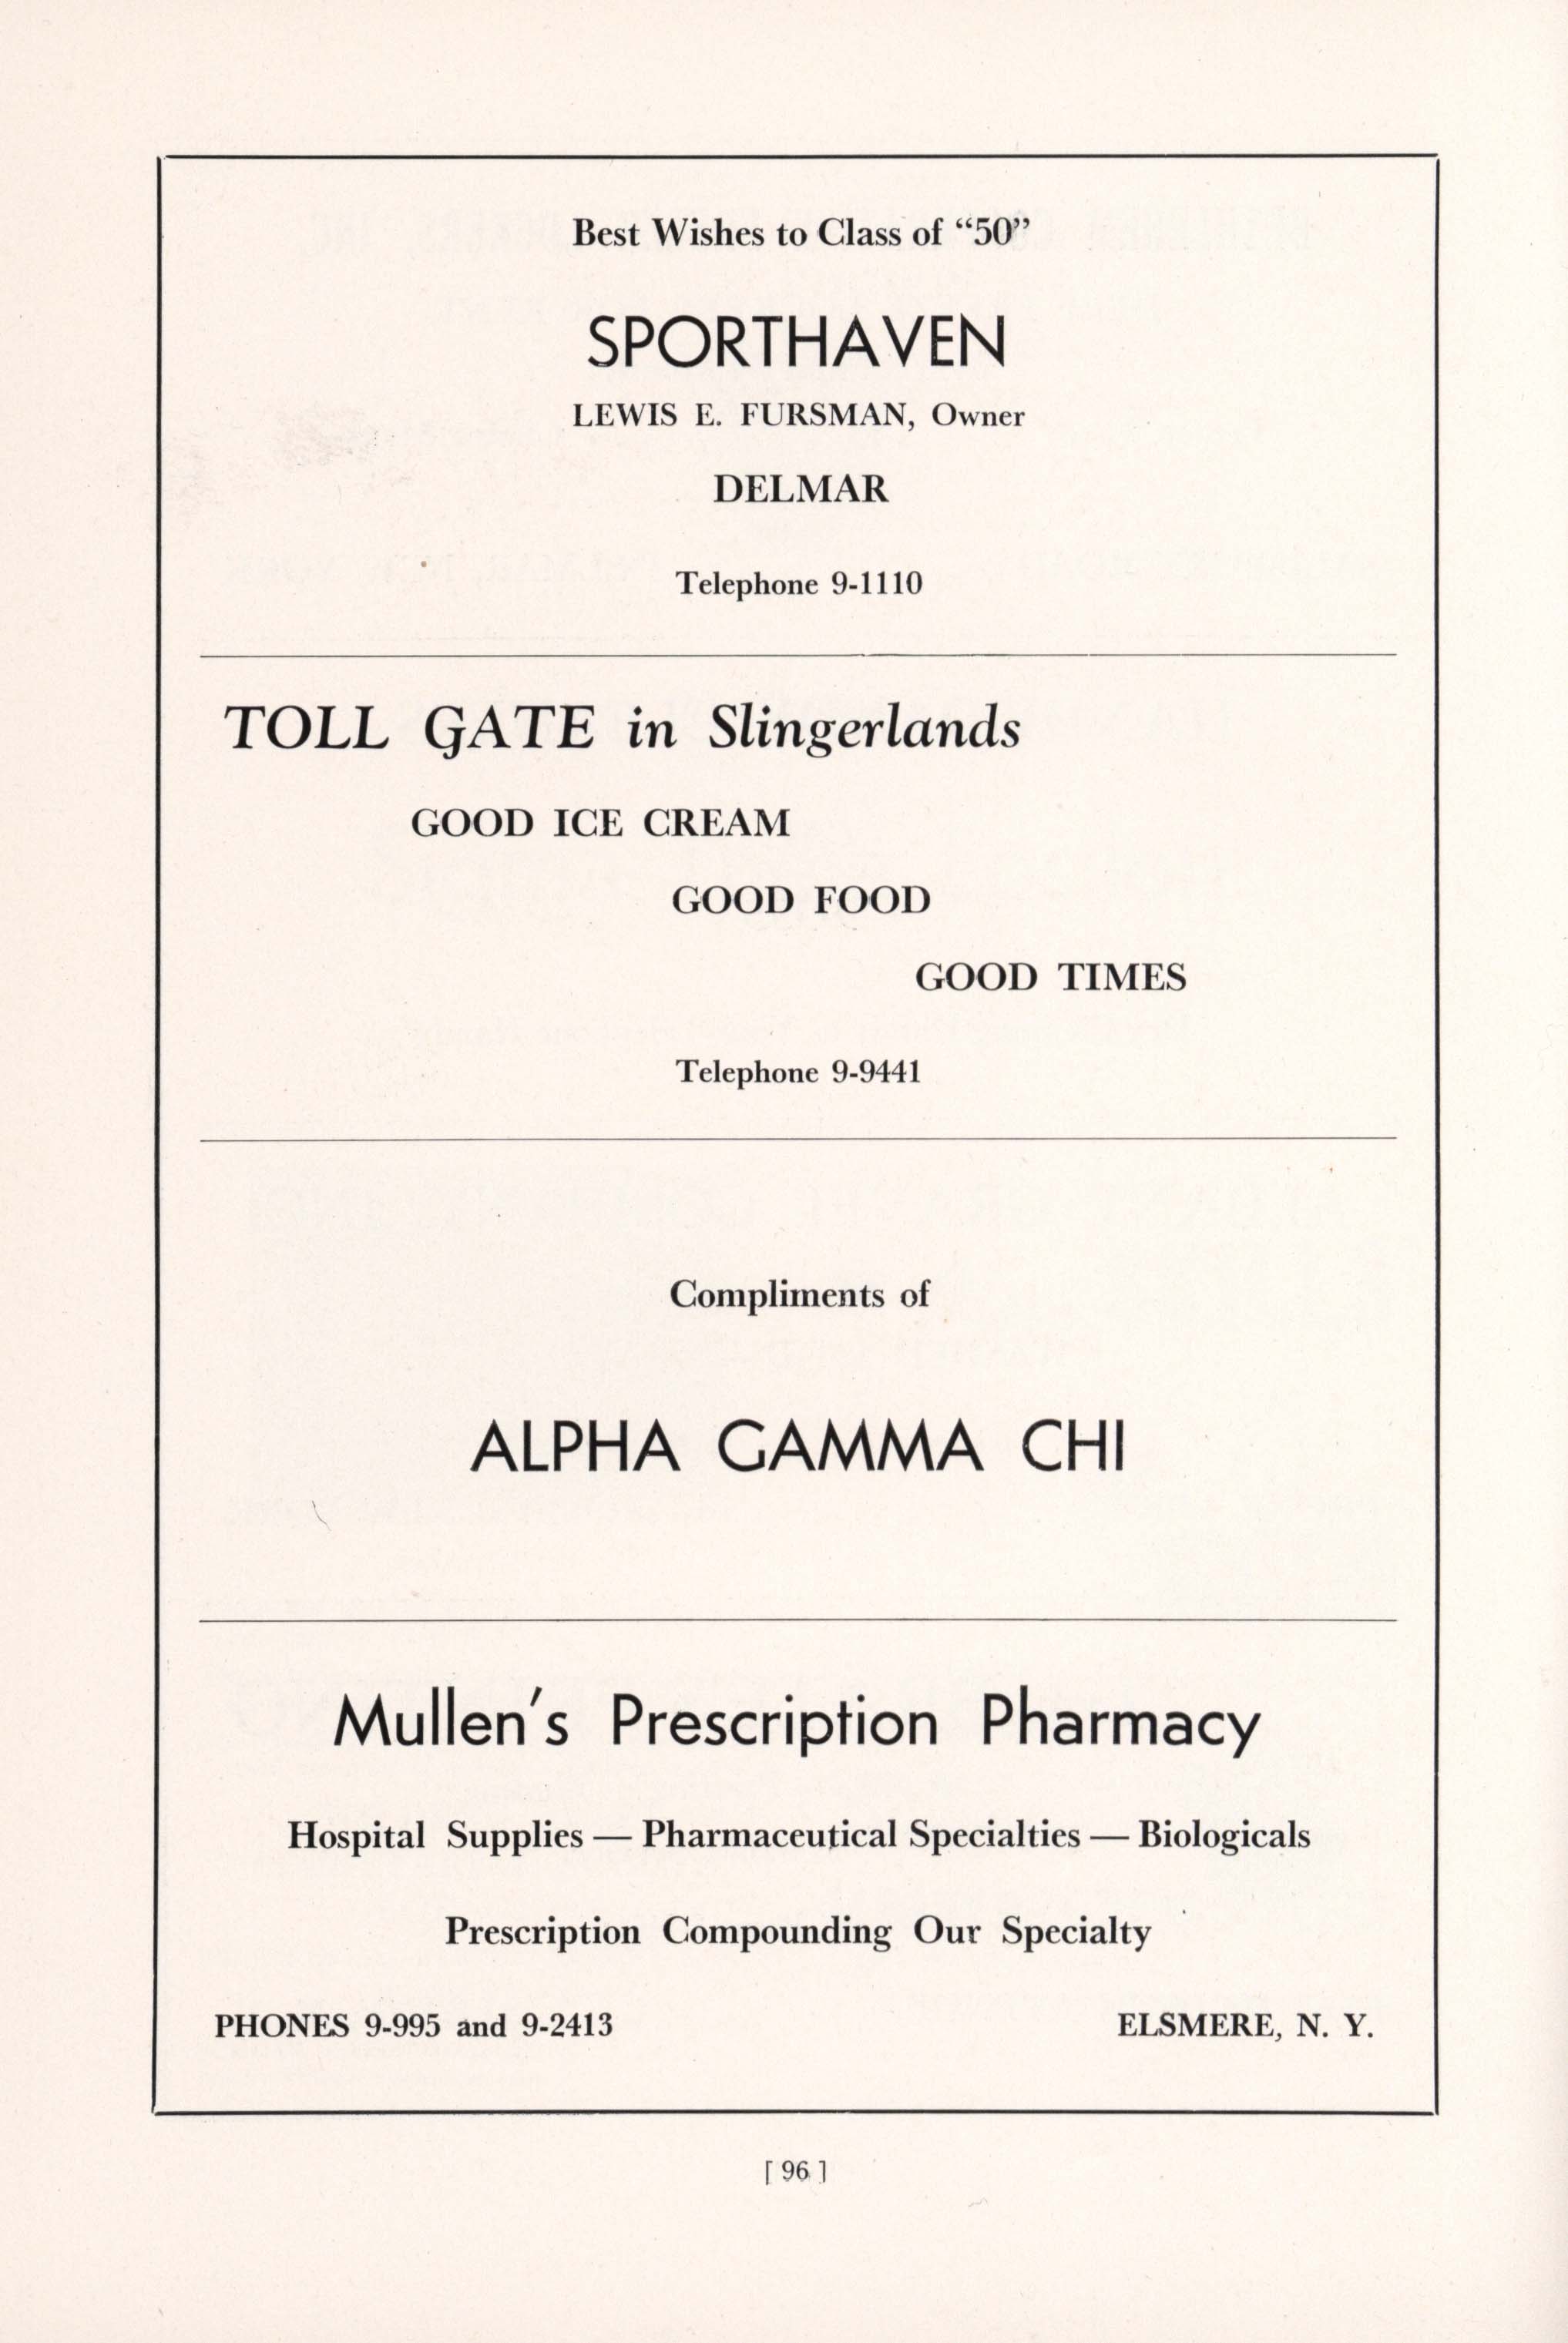 Best Wishes to Class of “50”
SPORTHAVEN
LEWIS E. FURSMAN, Owner
DELMAR
Telephone 9-1110
TOLL GATE in Slingerlands
GOOD ICE CREAM
GOOD FOOD
GOOD TIMES
Telephone 9-9441
Compliments of
ALPHA GAMMA CHI
Mullen's Prescription Pharmacy
Hospital Supplies — Pharmaceutical Specialties — Biologicals
Prescription Compounding Our Specialty
PHONES 9-995 and 9-2413 ELSMERE, N. Y.
[ 96 ]